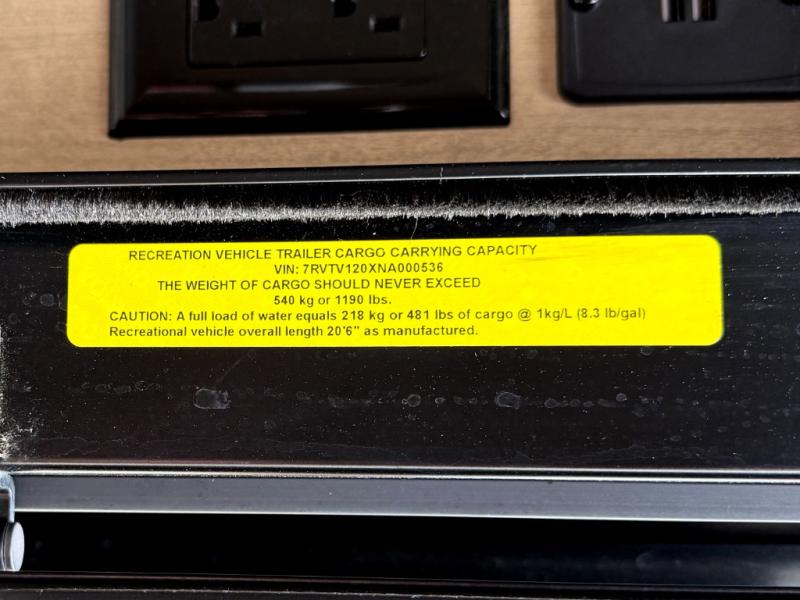 RECREATION VEHICLE TRAILER CARGO CARRYING CAPACITY
VIN: 7RVTV120XNA000536
THE WEIGHT OF CARGO SHOULD NEVER EXCEED
540 kg or 1190 lbs.
CAUTION: A full load of water equals 218 kg or 481 lbs of cargo @ 1kg/L (8.3 lb/gal)
Recreational vehicle overall length 20'6" as manufactured.